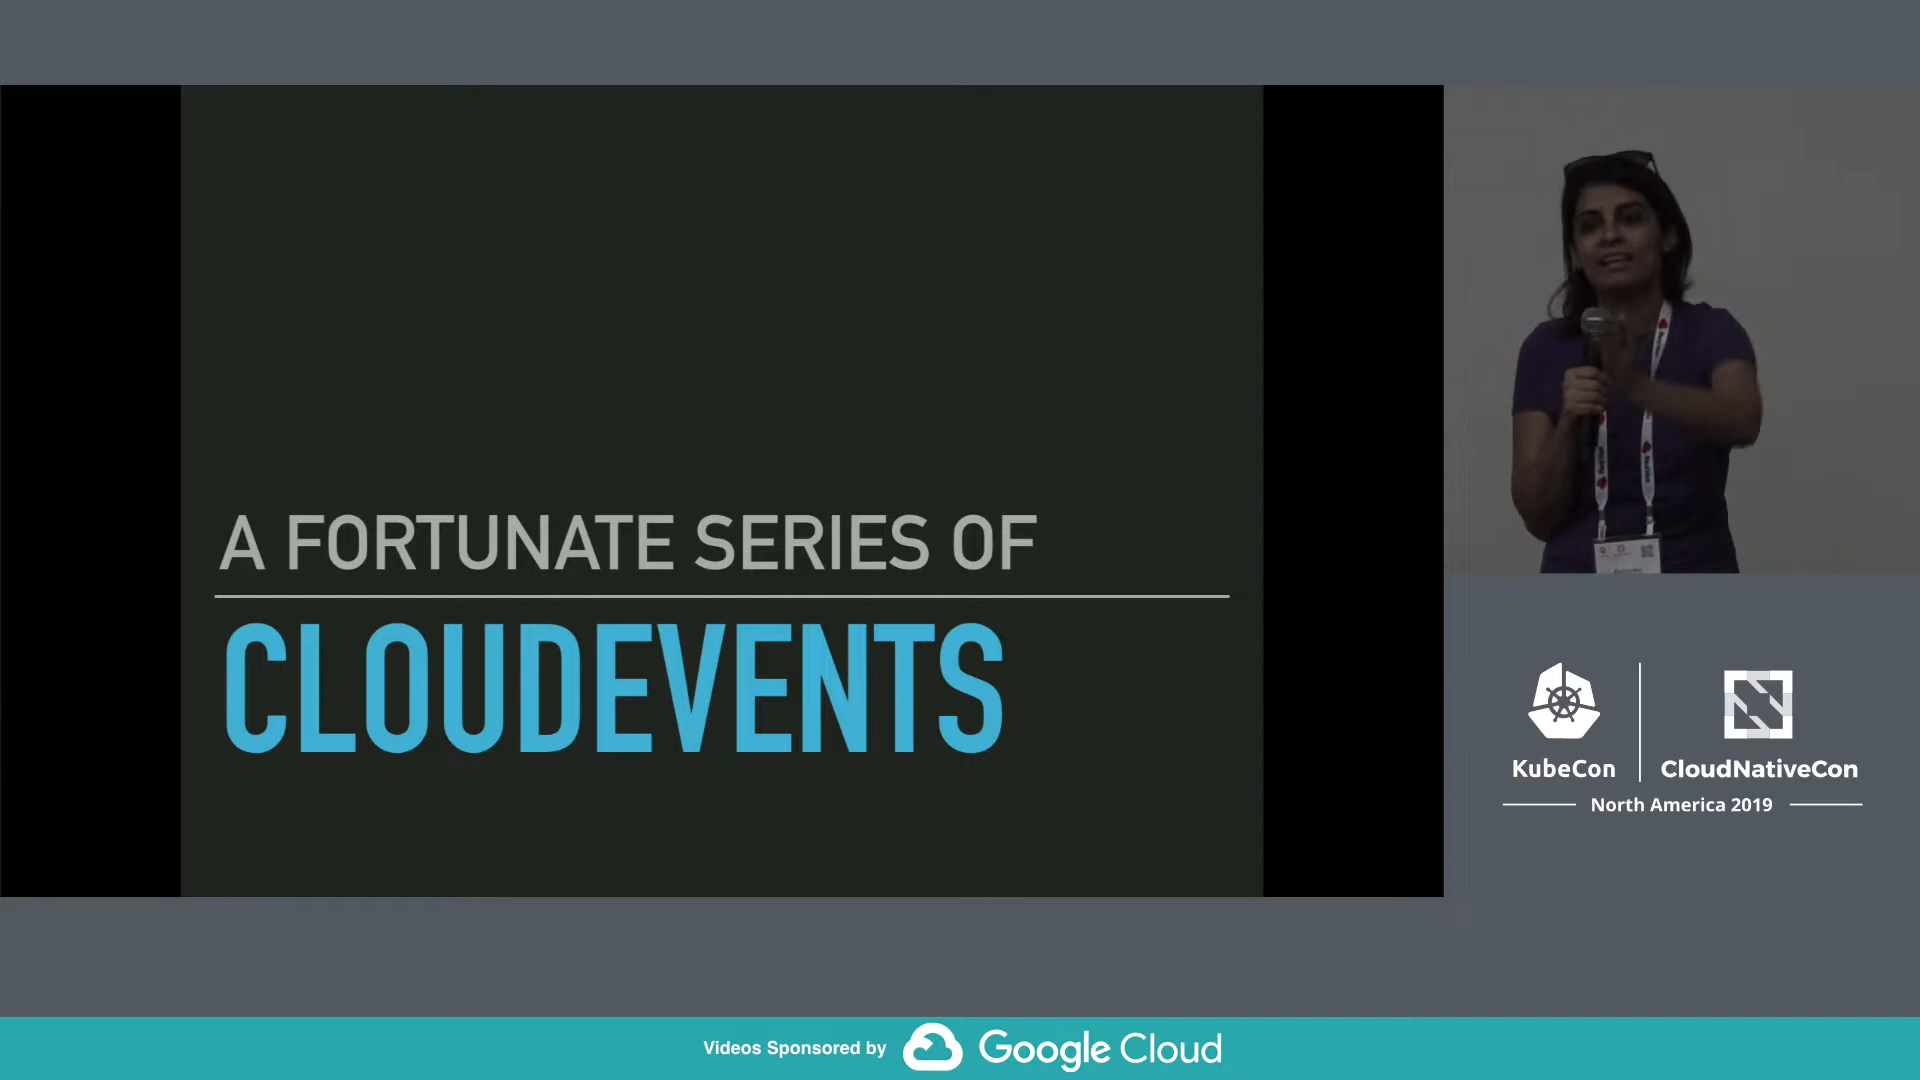 A FORTUNATE SERIES OF
CLOUDEVENTS
KubeCon
CloudNativeCon
North America 2019
Videos Sponsored by
Google Cloud